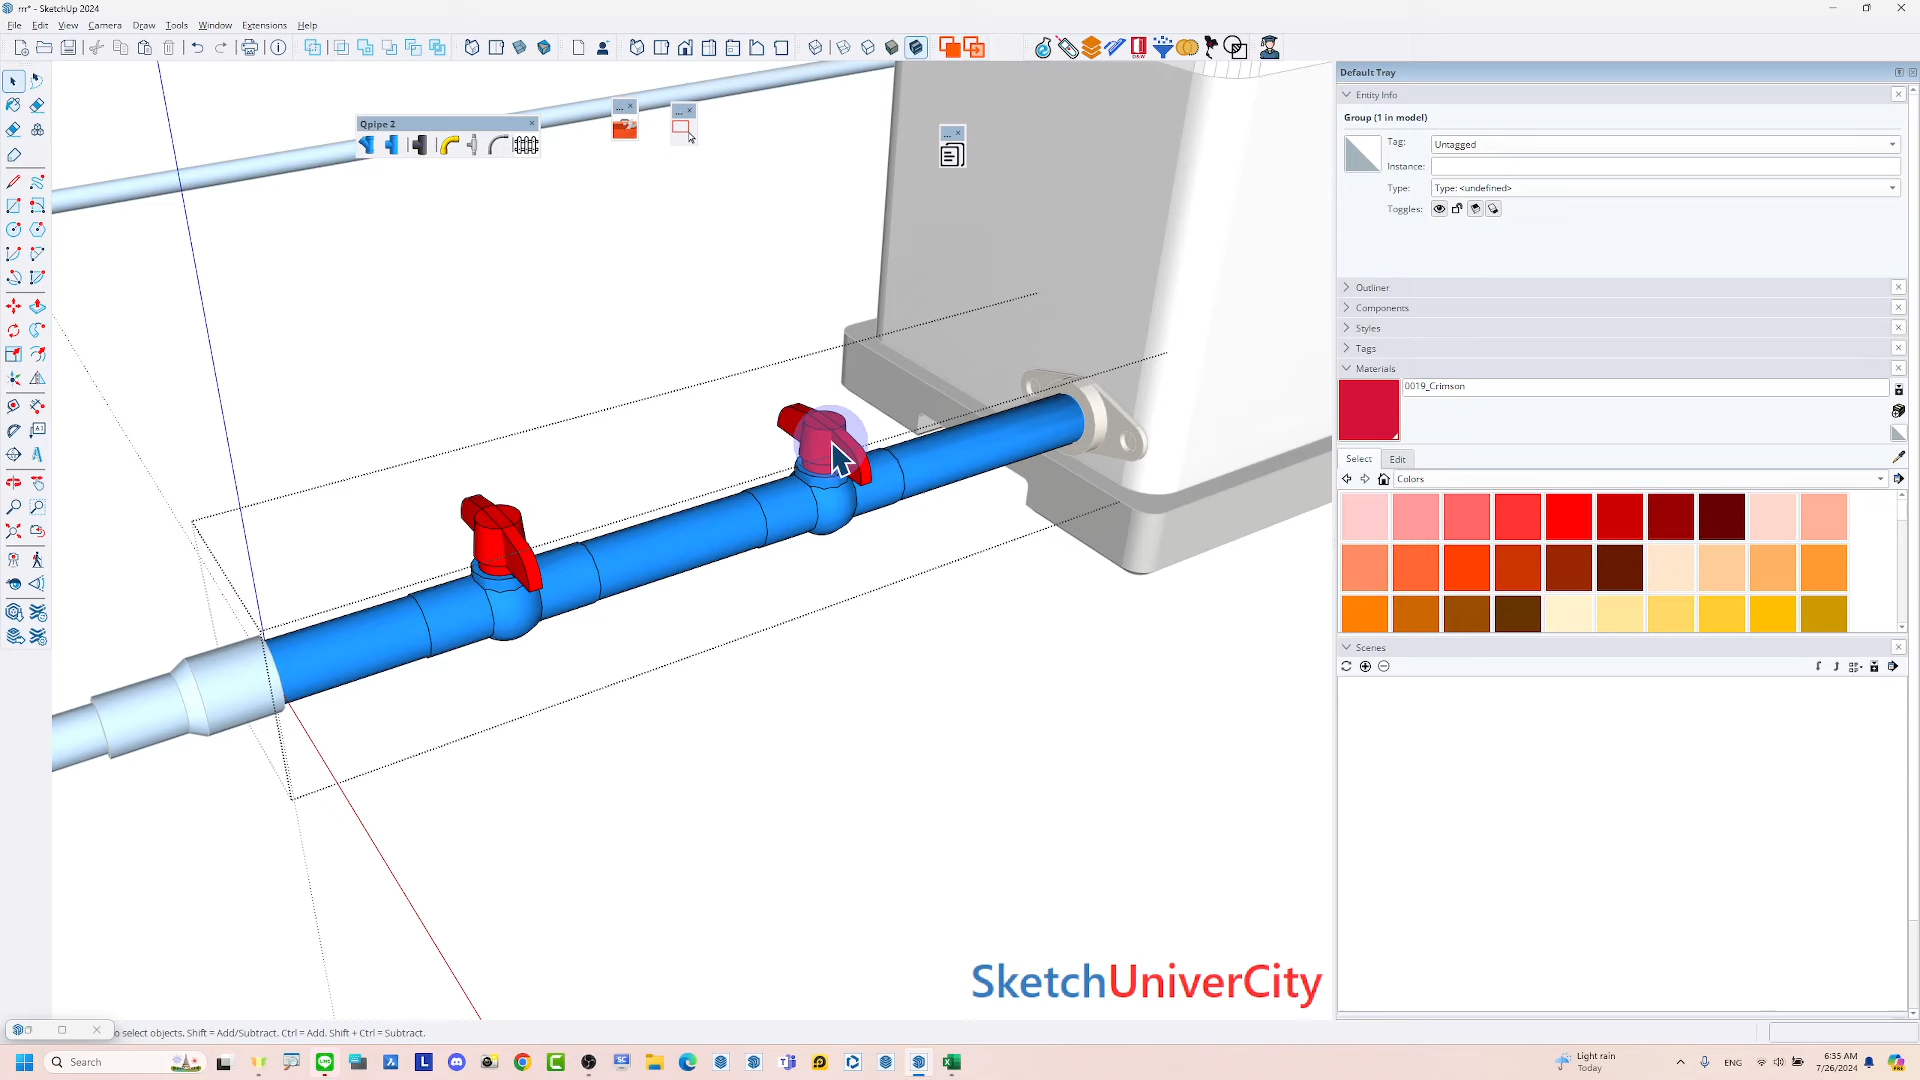 rrr* - SketchUp 2024
File Edit View Camera Draw Tools Window Extensions Help
Default Tray
Entity Info
Group (1 in model)
Tag: Untagged
Instance:
Type: Type: <undefined>
Toggles:
Outliner
Components
Styles
Tags
Materials
0019_Crimson
Select Edit
Colors
Scenes
Qpipe 2
...
...
...
SketchUniverCity
o select objects. Shift = Add/Subtract. Ctrl = Add. Shift + Ctrl = Subtract.
Search
Light rain
Today
ENG
6:35 AM
7/26/2024